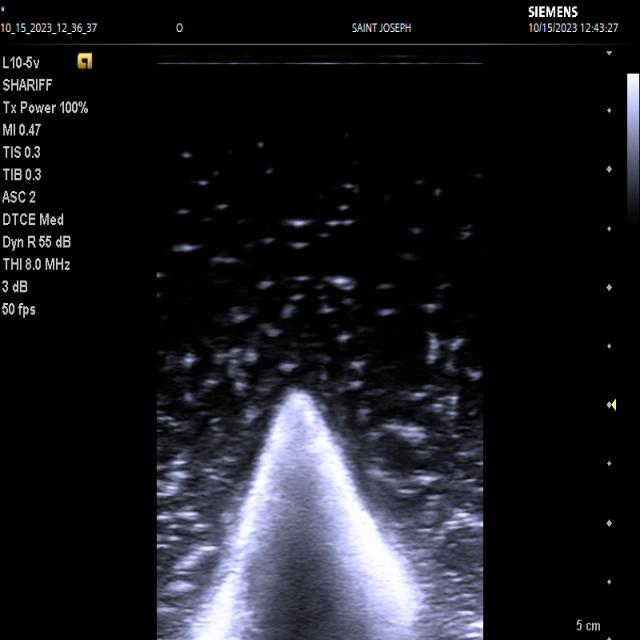 *
SIEMENS
10_15_2023_12_36_37
O
SAINT JOSEPH
10/15/2023 12:43:27
L10-5v
SHARIFF
Tx Power 100%
MI 0.47
TIS 0.3
TIB 0.3
ASC 2
DTCE Med
Dyn R 55 dB
THI 8.0 MHz
3 dB
50 fps
5 cm